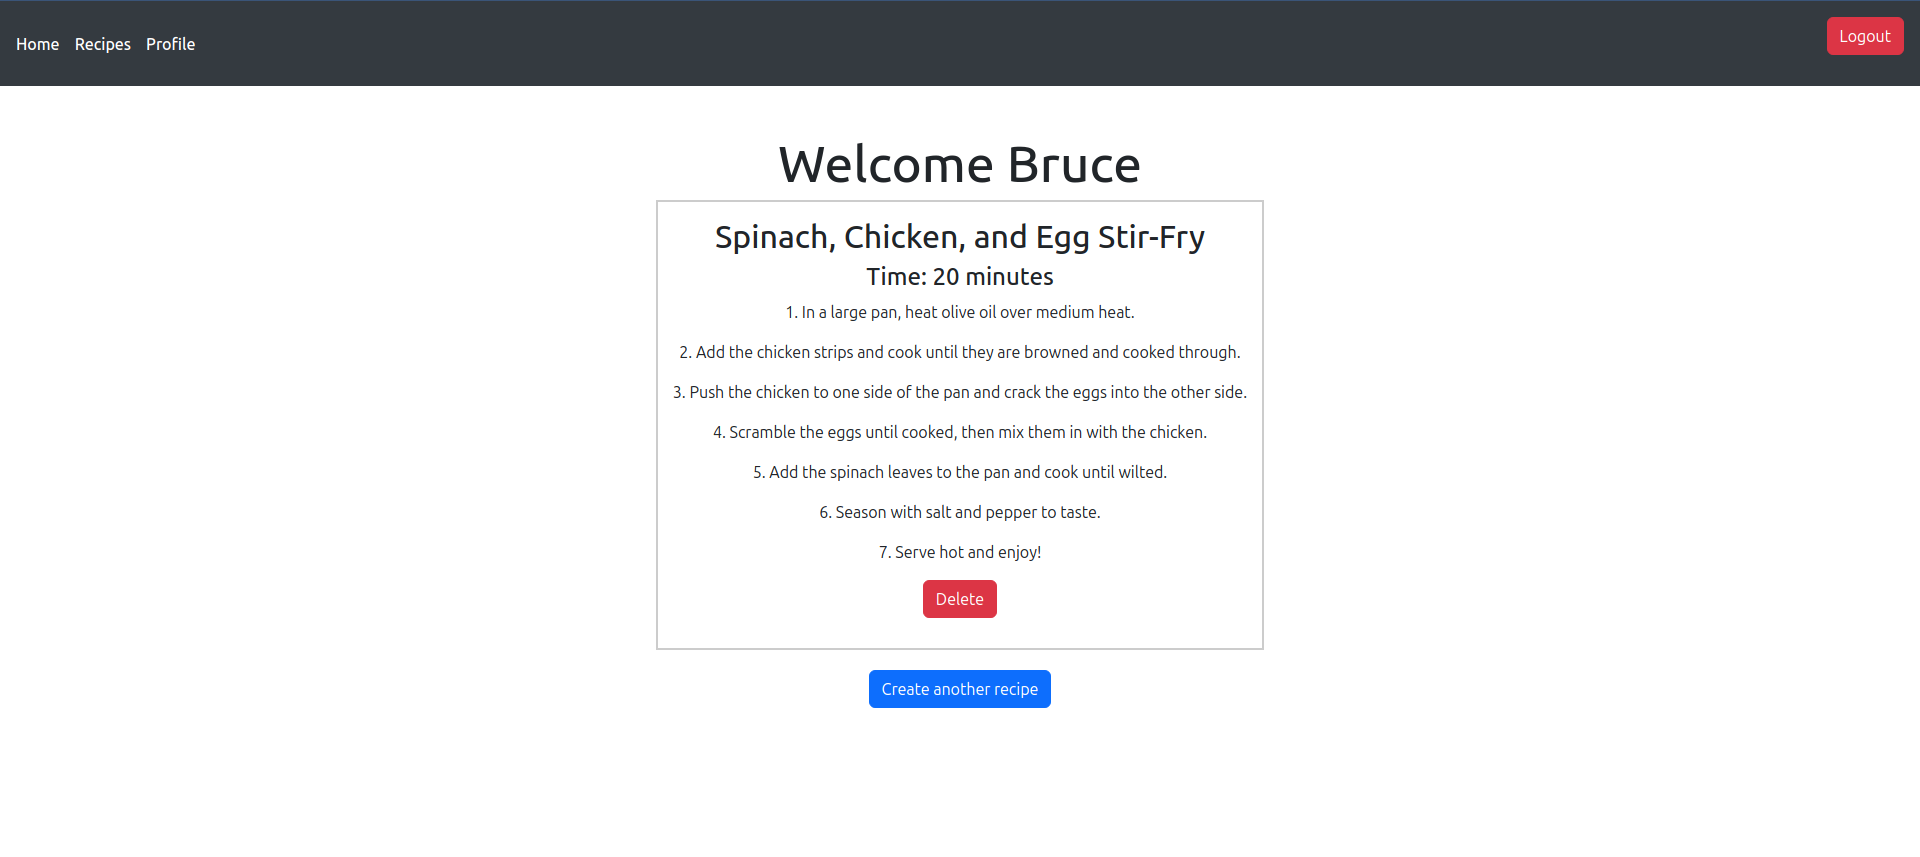 Home Recipes Profile Logout
Welcome Bruce
Spinach, Chicken, and Egg Stir-Fry
Time: 20 minutes
1. In a large pan, heat olive oil over medium heat.
2. Add the chicken strips and cook until they are browned and cooked through.
3. Push the chicken to one side of the pan and crack the eggs into the other side.
4. Scramble the eggs until cooked, then mix them in with the chicken.
5. Add the spinach leaves to the pan and cook until wilted.
6. Season with salt and pepper to taste.
7. Serve hot and enjoy!
Delete
Create another recipe